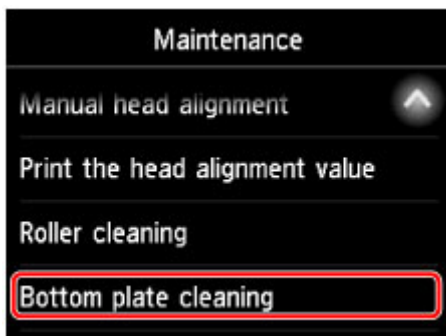 Maintenance
Manual head alignment
Print the head alignment value
Roller cleaning
Bottom plate cleaning